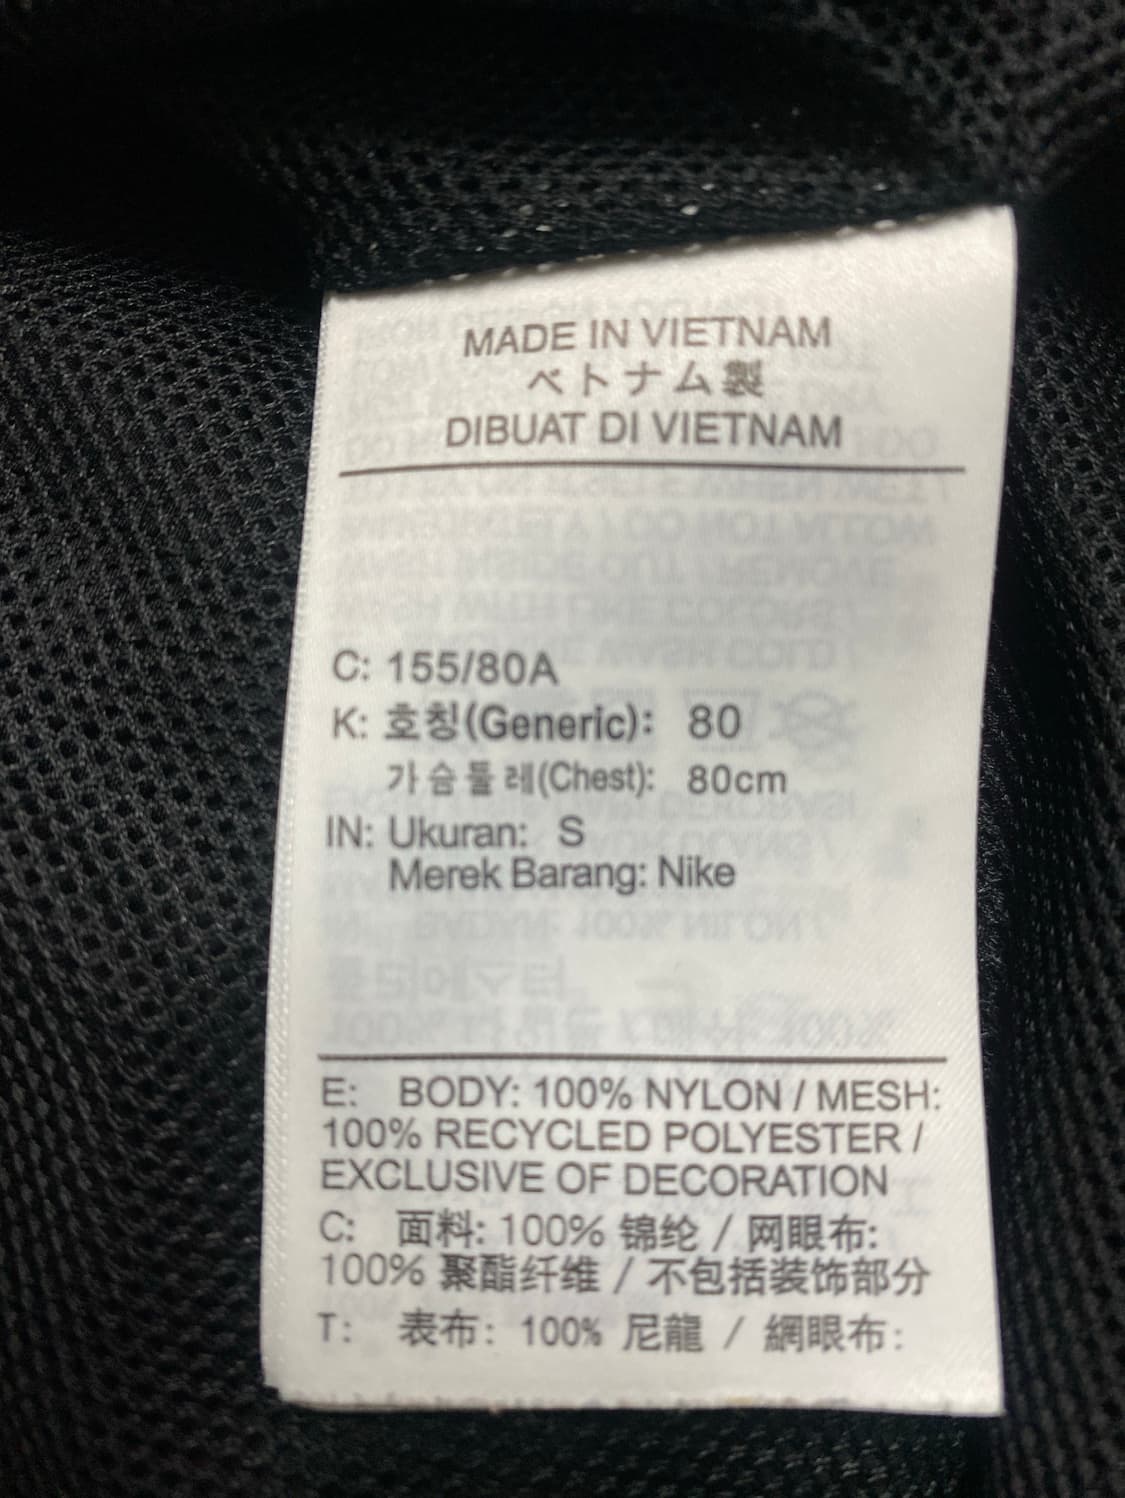 MADE IN VIETNAM
ベトナム製
DIBUAT DI VIETNAM
C: 155/80A
K: 호칭(Generic): 80
가슴둘레(Chest): 80cm
IN: Ukuran: S
Merek Barang: Nike
E: BODY: 100% NYLON / MESH:
100% RECYCLED POLYESTER /
EXCLUSIVE OF DECORATION
C: 面料: 100% 锦纶 / 网眼布:
100% 聚酯纤维 / 不包括装饰部分
T: 表布: 100% 尼龍 / 網眼布: